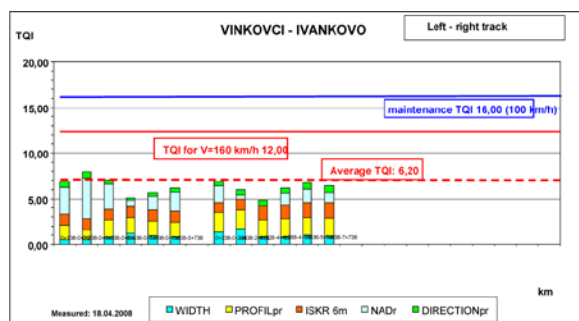 VINKOVCI - IVANKOVO
Left - right track
TQI
20,00
15,00
10,00
5,00
0,00
maintenance TQI 16,00 (100 km/h)
TQI for V=160 km/h 12,00
Average TQI: 6,20
km
Measured: 18.04.2008
WIDTH
PROFILpr
ISKR 6m
NADr
DIRECTIONpr